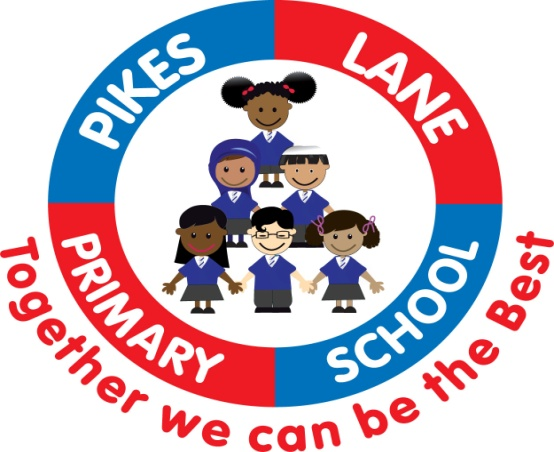 PIKES
LANE
PRIMARY
SCHOOL
Together we can be the Best